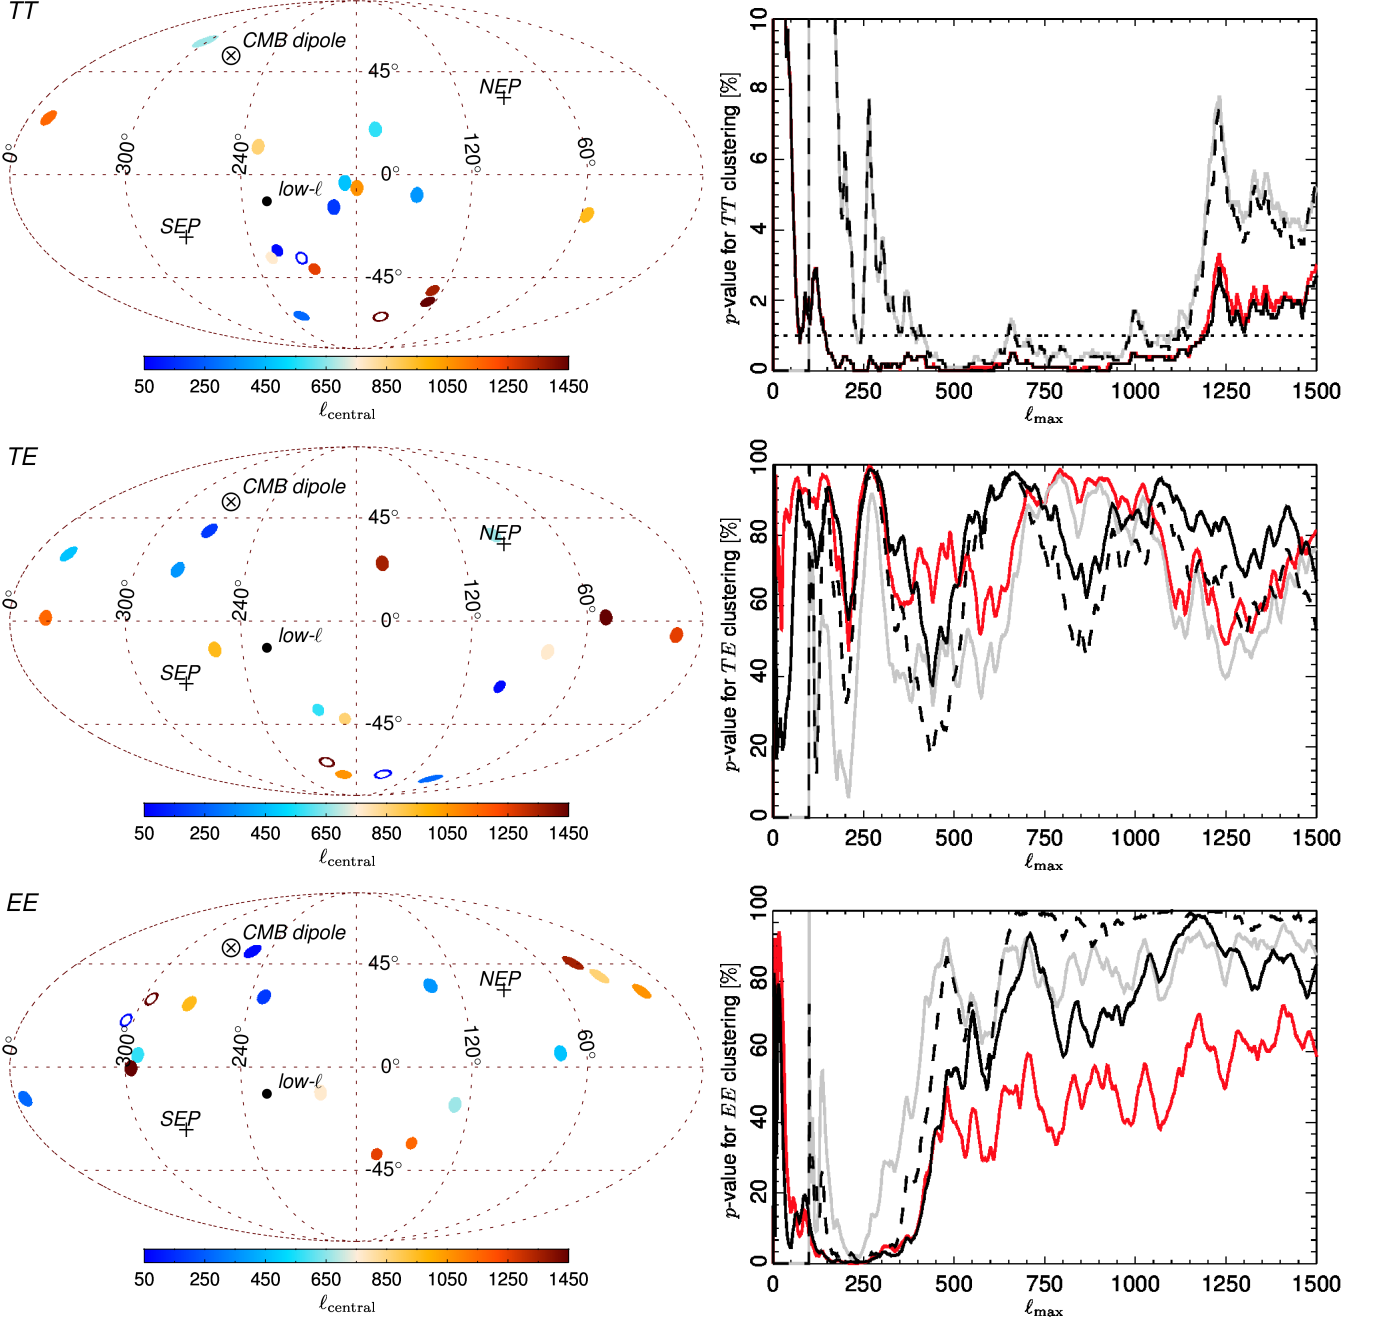 TT
CMB dipole
45°
NEP
0°
300°
240°
0°
120°
60°
low-ℓ
SEP
-45°
50 250 450 650 850 1050 1250 1450
ℓcentral
p-value for TT clustering [%]
10
8
6
4
2
0
0 250 500 750 1000 1250 1500
ℓmax
TE
CMB dipole
45°
NEP
0°
300°
240°
0°
120°
60°
low-ℓ
SEP
-45°
50 250 450 650 850 1050 1250 1450
ℓcentral
p-value for TE clustering [%]
100
80
60
40
20
0
0 250 500 750 1000 1250 1500
ℓmax
EE
CMB dipole
45°
NEP
0°
300°
240°
0°
120°
60°
low-ℓ
SEP
-45°
50 250 450 650 850 1050 1250 1450
ℓcentral
p-value for EE clustering [%]
100
80
60
40
20
0
0 250 500 750 1000 1250 1500
ℓmax